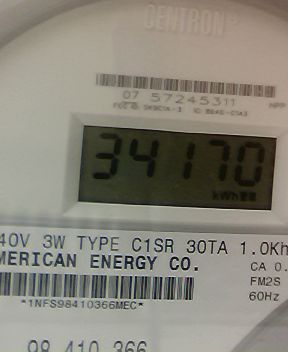 CENTRON®
07 57245311
NPP
34170
kWh
40V 3W TYPE C1SR 30TA 1.0Kh
MERICAN ENERGY CO.
CA 0.
FM2S
60Hz
*1NFS98410366MEC*
98 410 366